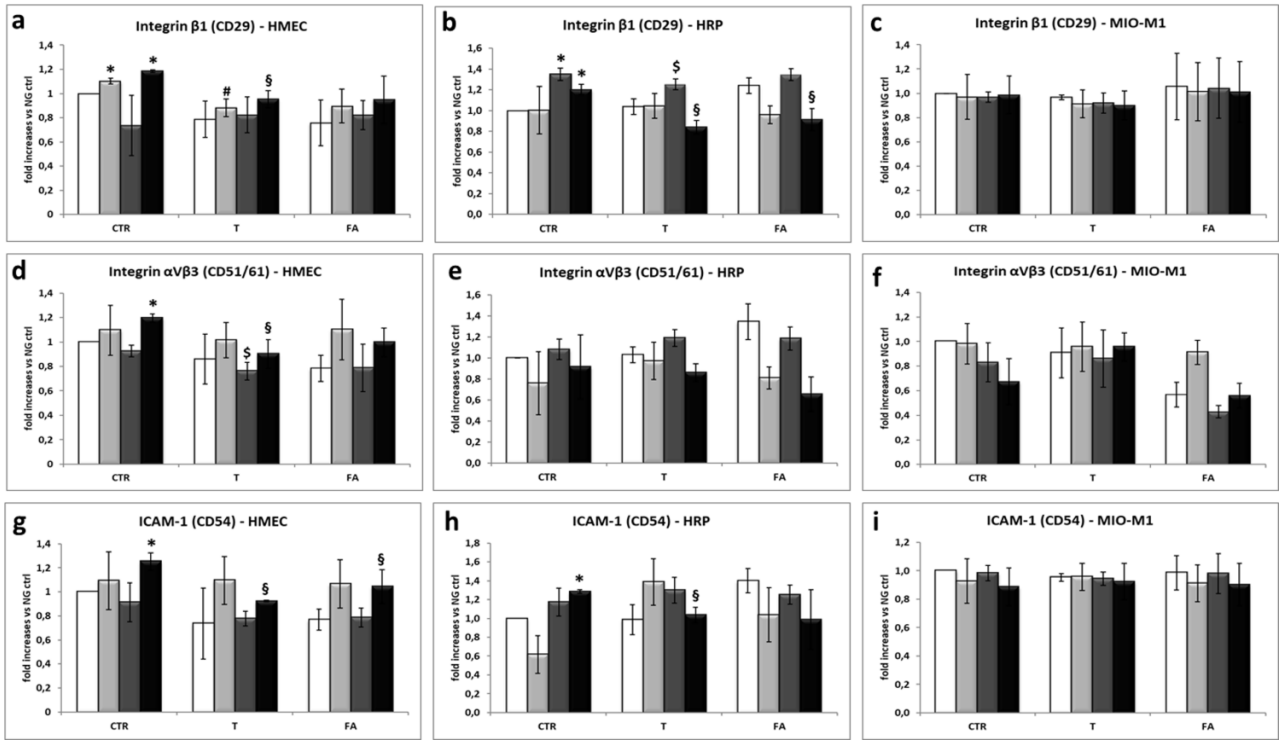 a
Integrin β1 (CD29) - HMEC
fold increases vs NG ctrl
1,4
1,2
1,0
0,8
0,6
0,4
0,2
0
* * # §
CTR T FA
b
Integrin β1 (CD29) - HRP
fold increases vs NG ctrl
1,6
1,4
1,2
1,0
0,8
0,6
0,4
0,2
0,0
* * $ § §
CTR T FA
c
Integrin β1 (CD29) - MIO-M1
fold increases vs NG ctrl
1,4
1,2
1,0
0,8
0,6
0,4
0,2
0,0
CTR T FA
d
Integrin αVβ3 (CD51/61) - HMEC
fold increases vs NG ctrl
1,4
1,2
1
0,8
0,6
0,4
0,2
0
* $ §
CTR T FA
e
Integrin αVβ3 (CD51/61) - HRP
fold increases vs NG ctrl
1,6
1,4
1,2
1,0
0,8
0,6
0,4
0,2
0,0
CTR T FA
f
Integrin αVβ3 (CD51/61) - MIO-M1
fold increases vs NG ctrl
1,4
1,2
1,0
0,8
0,6
0,4
0,2
0,0
CTR T FA
g
ICAM-1 (CD54) - HMEC
fold increases vs NG ctrl
1,4
1,2
1
0,8
0,6
0,4
0,2
0
* § §
CTR T FA
h
ICAM-1 (CD54) - HRP
fold increases vs NG ctrl
1,8
1,6
1,4
1,2
1,0
0,8
0,6
0,4
0,2
0,0
* §
CTR T FA
i
ICAM-1 (CD54) - MIO-M1
fold increases vs NG ctrl
1,2
1,0
0,8
0,6
0,4
0,2
0,0
CTR T FA